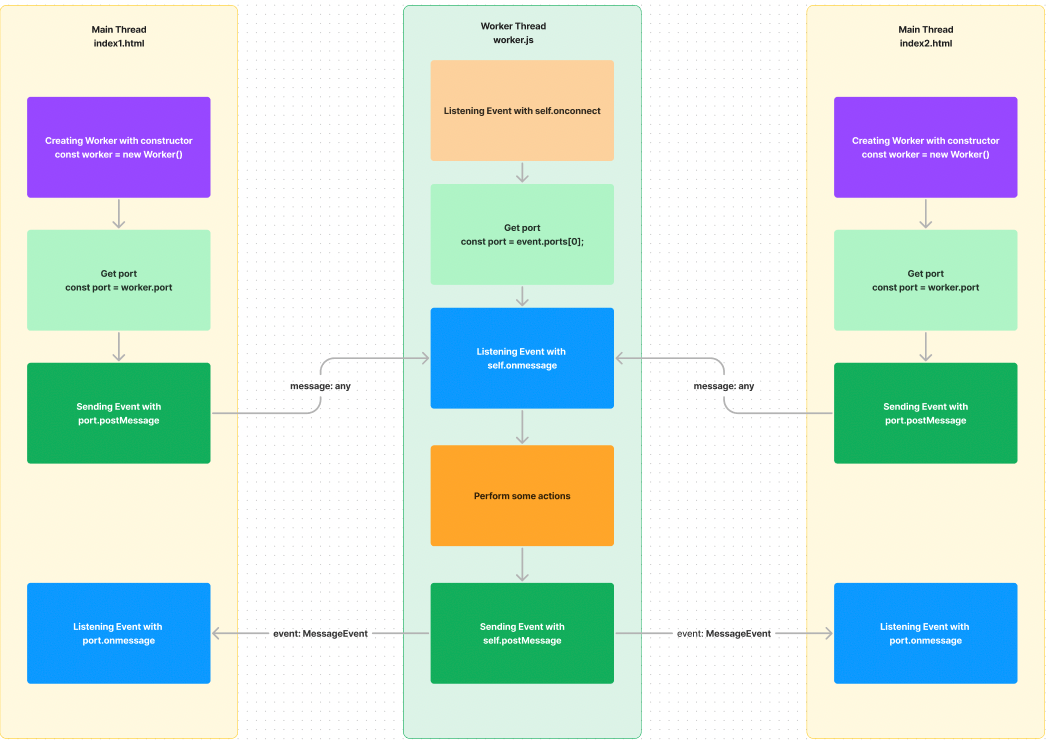 Main Thread
index1.html
Creating Worker with constructor
const worker = new Worker()
Get port
const port = worker.port
Sending Event with
port.postMessage
Listening Event with
port.onmessage
message: any
event: MessageEvent
Worker Thread
worker.js
Listening Event with self.onconnect
Get port
const port = event.ports[0];
Listening Event with
self.onmessage
Perform some actions
Sending Event with
self.postMessage
message: any
event: MessageEvent
Main Thread
index2.html
Creating Worker with constructor
const worker = new Worker()
Get port
const port = worker.port
Sending Event with
port.postMessage
Listening Event with
port.onmessage